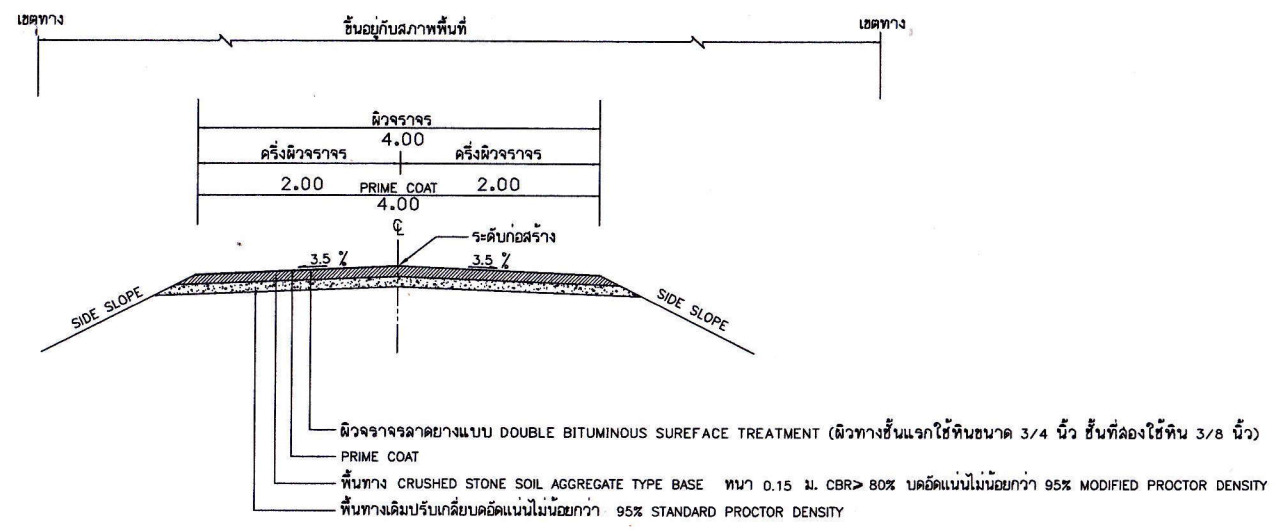 เขตทาง
ขึ้นอยู่กับสภาพพื้นที่
เขตทาง
ผิวจราจร
4.00
ครึ่งผิวจราจร
ครึ่งผิวจราจร
2.00
PRIME COAT
2.00
4.00
℄
ระดับก่อสร้าง
3.5 %
3.5 %
SIDE SLOPE
SIDE SLOPE
ผิวจราจรลาดยางแบบ DOUBLE BITUMINOUS SUREFACE TREATMENT (ผิวทางชั้นแรกใช้หินขนาด 3/4 นิ้ว ชั้นที่สองใช้หิน 3/8 นิ้ว)
PRIME COAT
พื้นทาง CRUSHED STONE SOIL AGGREGATE TYPE BASE หนา 0.15 ม. CBR> 80% บดอัดแน่นไม่น้อยกว่า 95% MODIFIED PROCTOR DENSITY
พื้นทางเดิมปรับเกลี่ยบดอัดแน่นไม่น้อยกว่า 95% STANDARD PROCTOR DENSITY